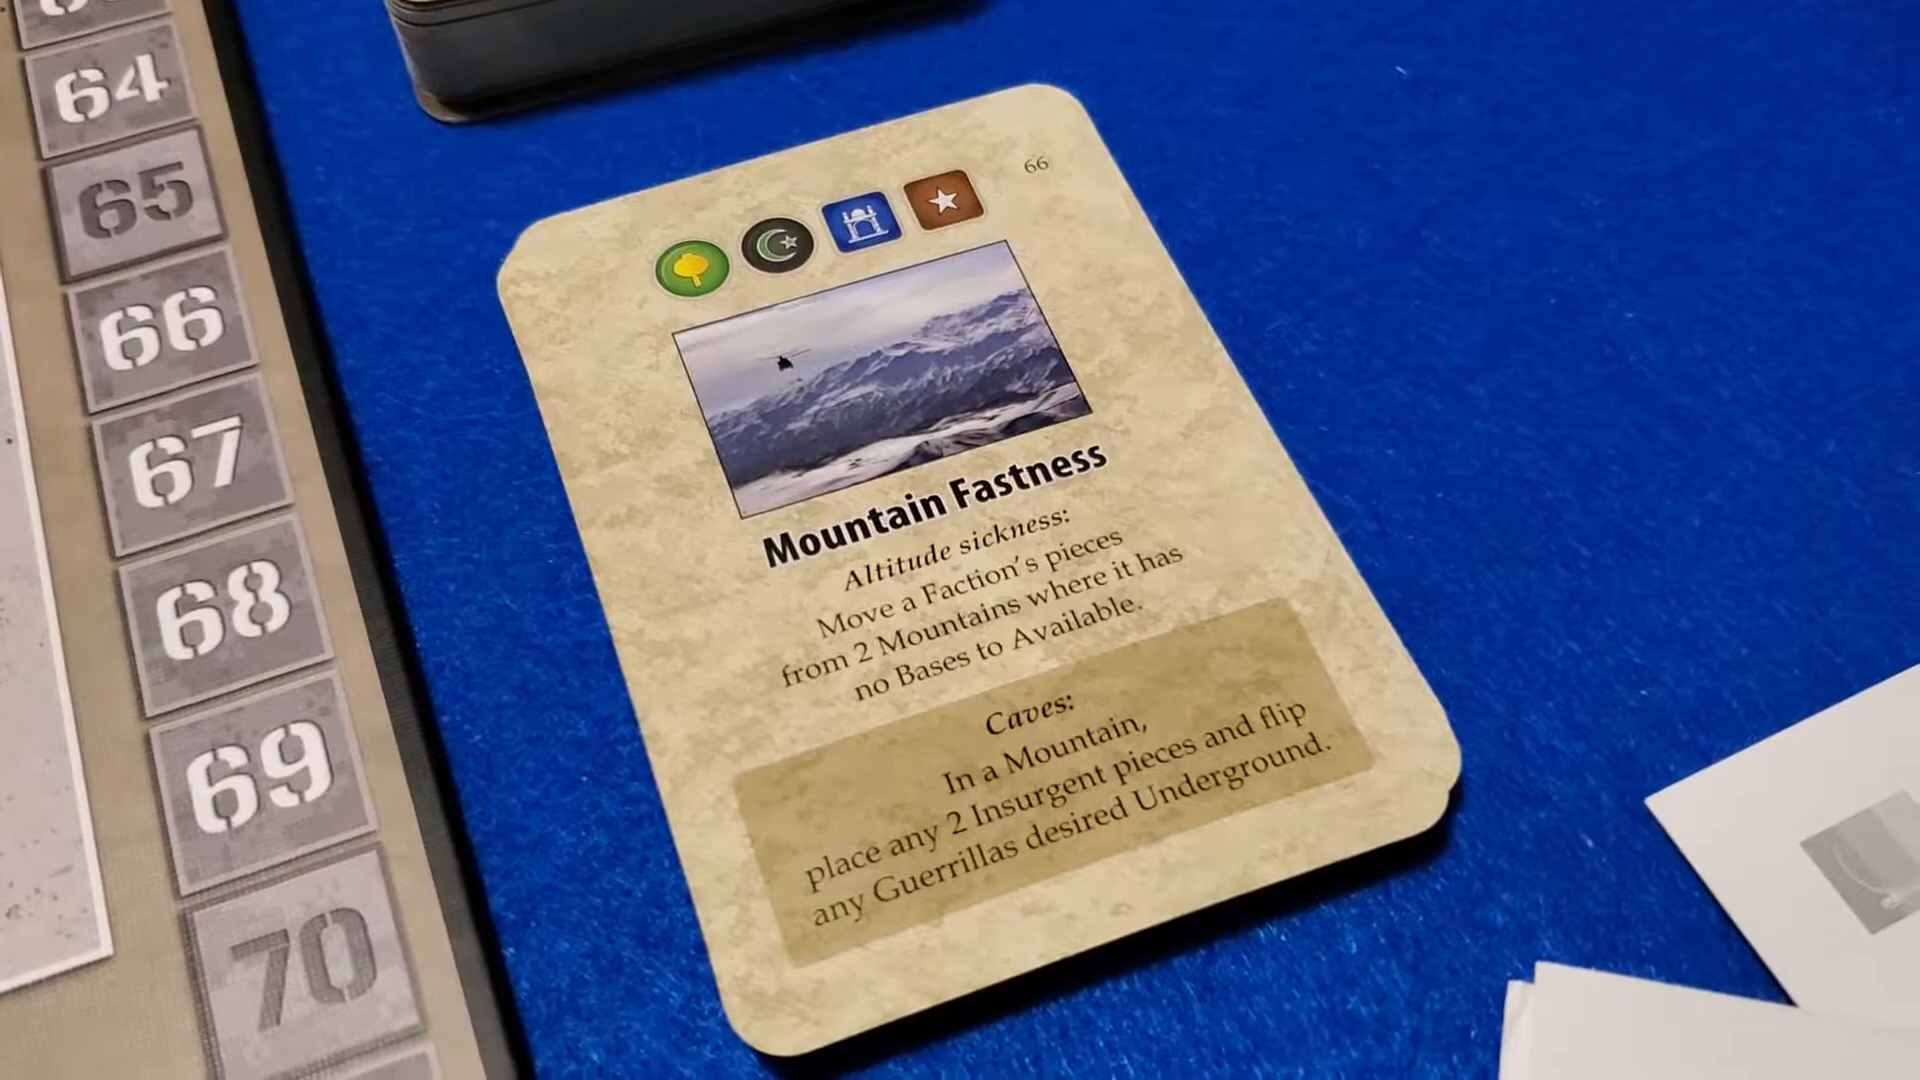 64
65
66
67
68
69
70
66
Mountain Fastness
Altitude sickness:
Move a Faction's pieces
from 2 Mountains where it has
no Bases to Available.
Caves:
In a Mountain,
place any 2 Insurgent pieces and flip
any Guerrillas desired Underground.